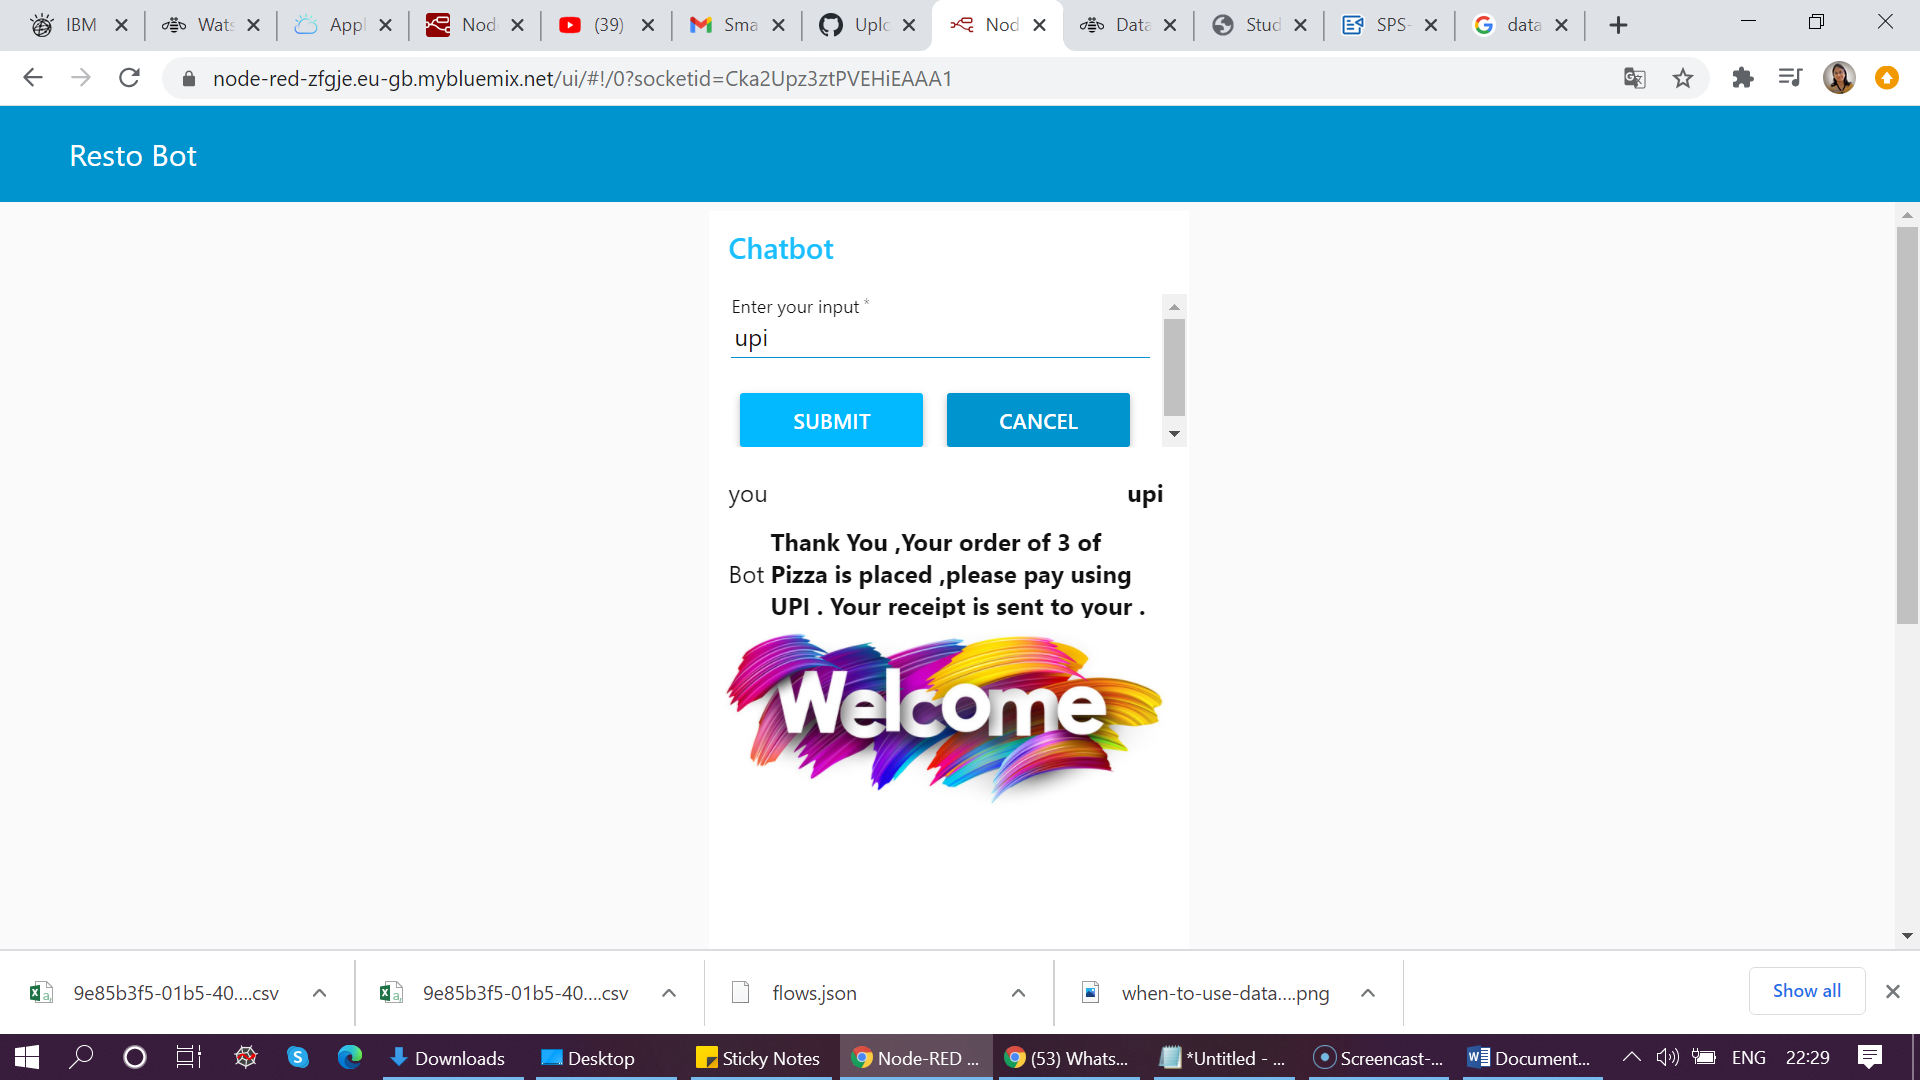 IBM
Wats
Appl
Node
(39)
Sma
Uplo
Nod
Data
Stud
SPS-
data
node-red-zfgje.eu-gb.mybluemix.net/ui/#!/0?socketid=Cka2Upz3ztPVEHiEAAA1
Resto Bot
Chatbot
Enter your input *
upi
SUBMIT CANCEL
you upi
Thank You ,Your order of 3 of
Bot Pizza is placed ,please pay using
UPI . Your receipt is sent to your .
Welcome
9e85b3f5-01b5-40....csv
9e85b3f5-01b5-40....csv
flows.json
when-to-use-data....png
Show all
Downloads
Desktop
Sticky Notes
Node-RED ...
(53) Whats...
*Untitled - ...
Screencast-...
Document...
ENG
22:29